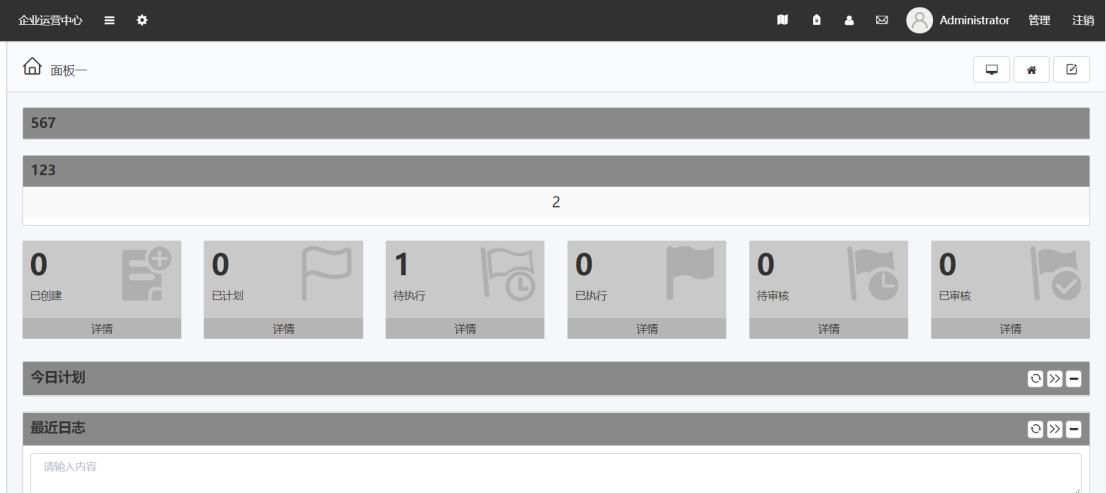 企业运营中心 Administrator 管理 注销
面板一
567
123
2
0 0 1 0 0 0
已创建 已计划 待执行 已执行 待审核 已审核
详情 详情 详情 详情 详情 详情
今日计划
最近日志
请输入内容